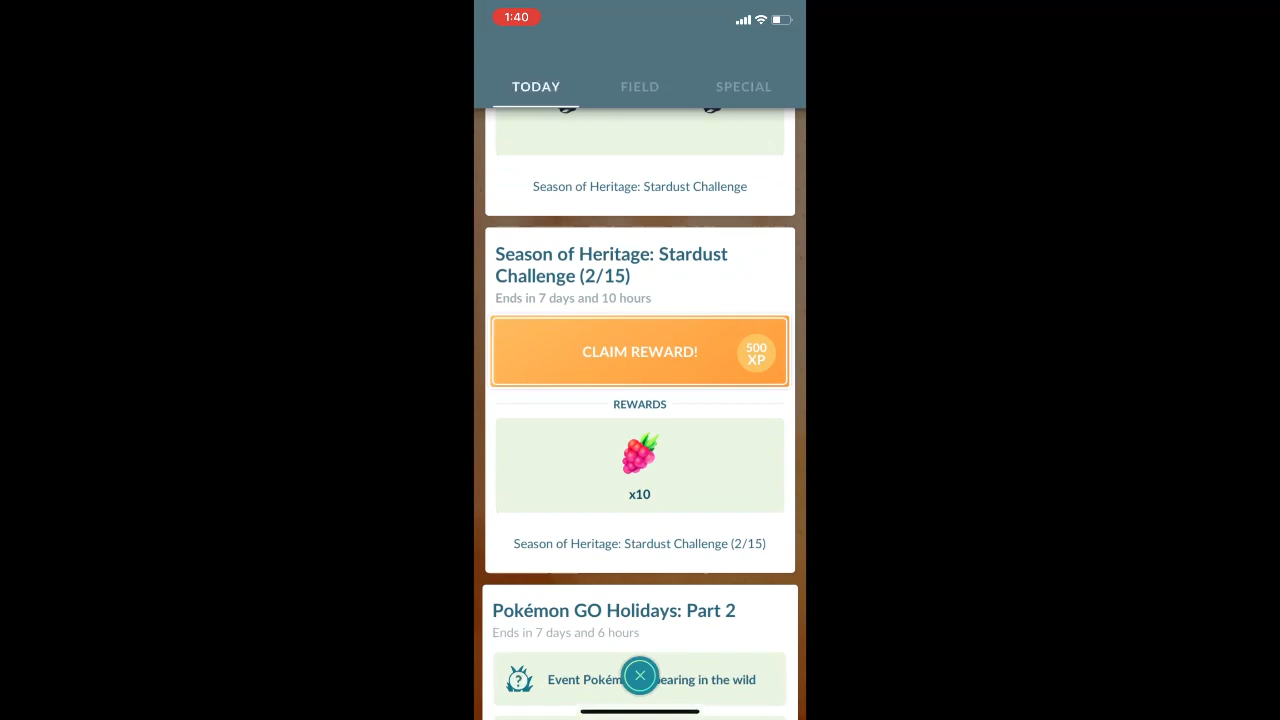 1:40
TODAY FIELD SPECIAL
Season of Heritage: Stardust Challenge
Season of Heritage: Stardust
Challenge (2/15)
Ends in 7 days and 10 hours
CLAIM REWARD! 500
XP
REWARDS
x10
Season of Heritage: Stardust Challenge (2/15)
Pokémon GO Holidays: Part 2
Ends in 7 days and 6 hours
? Event in the wild